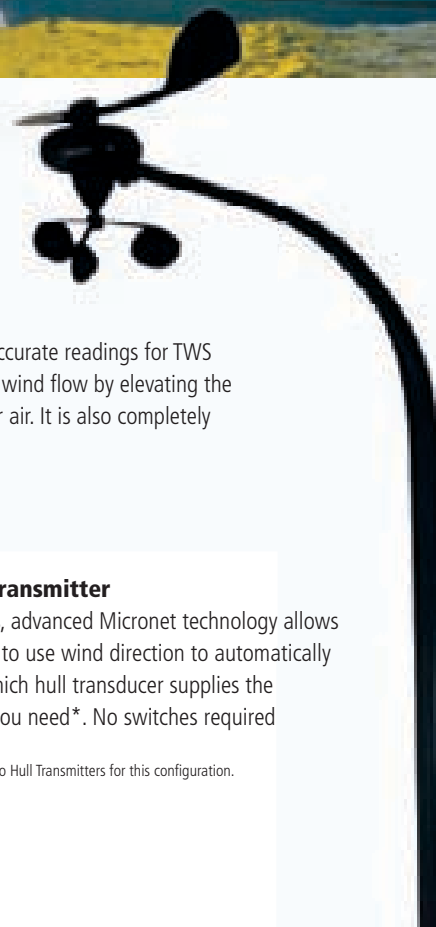 ccurate readings for TWS
wind flow by elevating the
r air. It is also completely
ransmitter
, advanced Micronet technology allows
to use wind direction to automatically
hich hull transducer supplies the
ou need*. No switches required
o Hull Transmitters for this configuration.